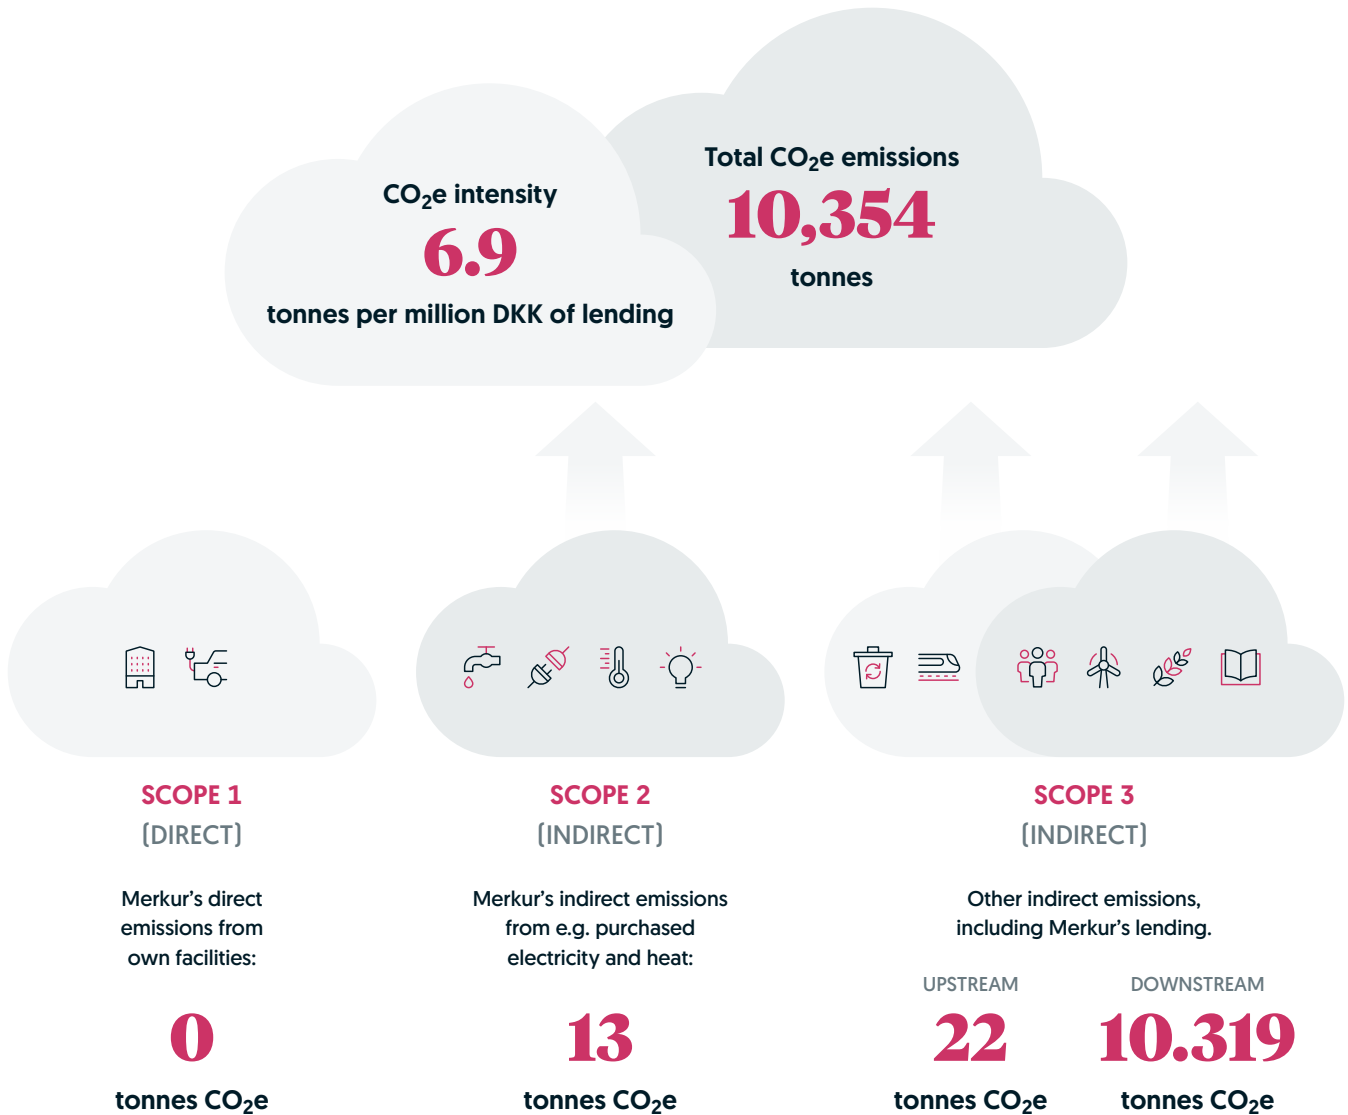 CO₂e intensity
6.9
tonnes per million DKK of lending
Total CO₂e emissions
10,354
tonnes
SCOPE 1
(DIRECT)
Merkur’s direct
emissions from
own facilities:
0
tonnes CO₂e
SCOPE 2
(INDIRECT)
Merkur’s indirect emissions
from e.g. purchased
electricity and heat:
13
tonnes CO₂e
SCOPE 3
(INDIRECT)
Other indirect emissions,
including Merkur’s lending.
UPSTREAM
22
tonnes CO₂e
DOWNSTREAM
10.319
tonnes CO₂e